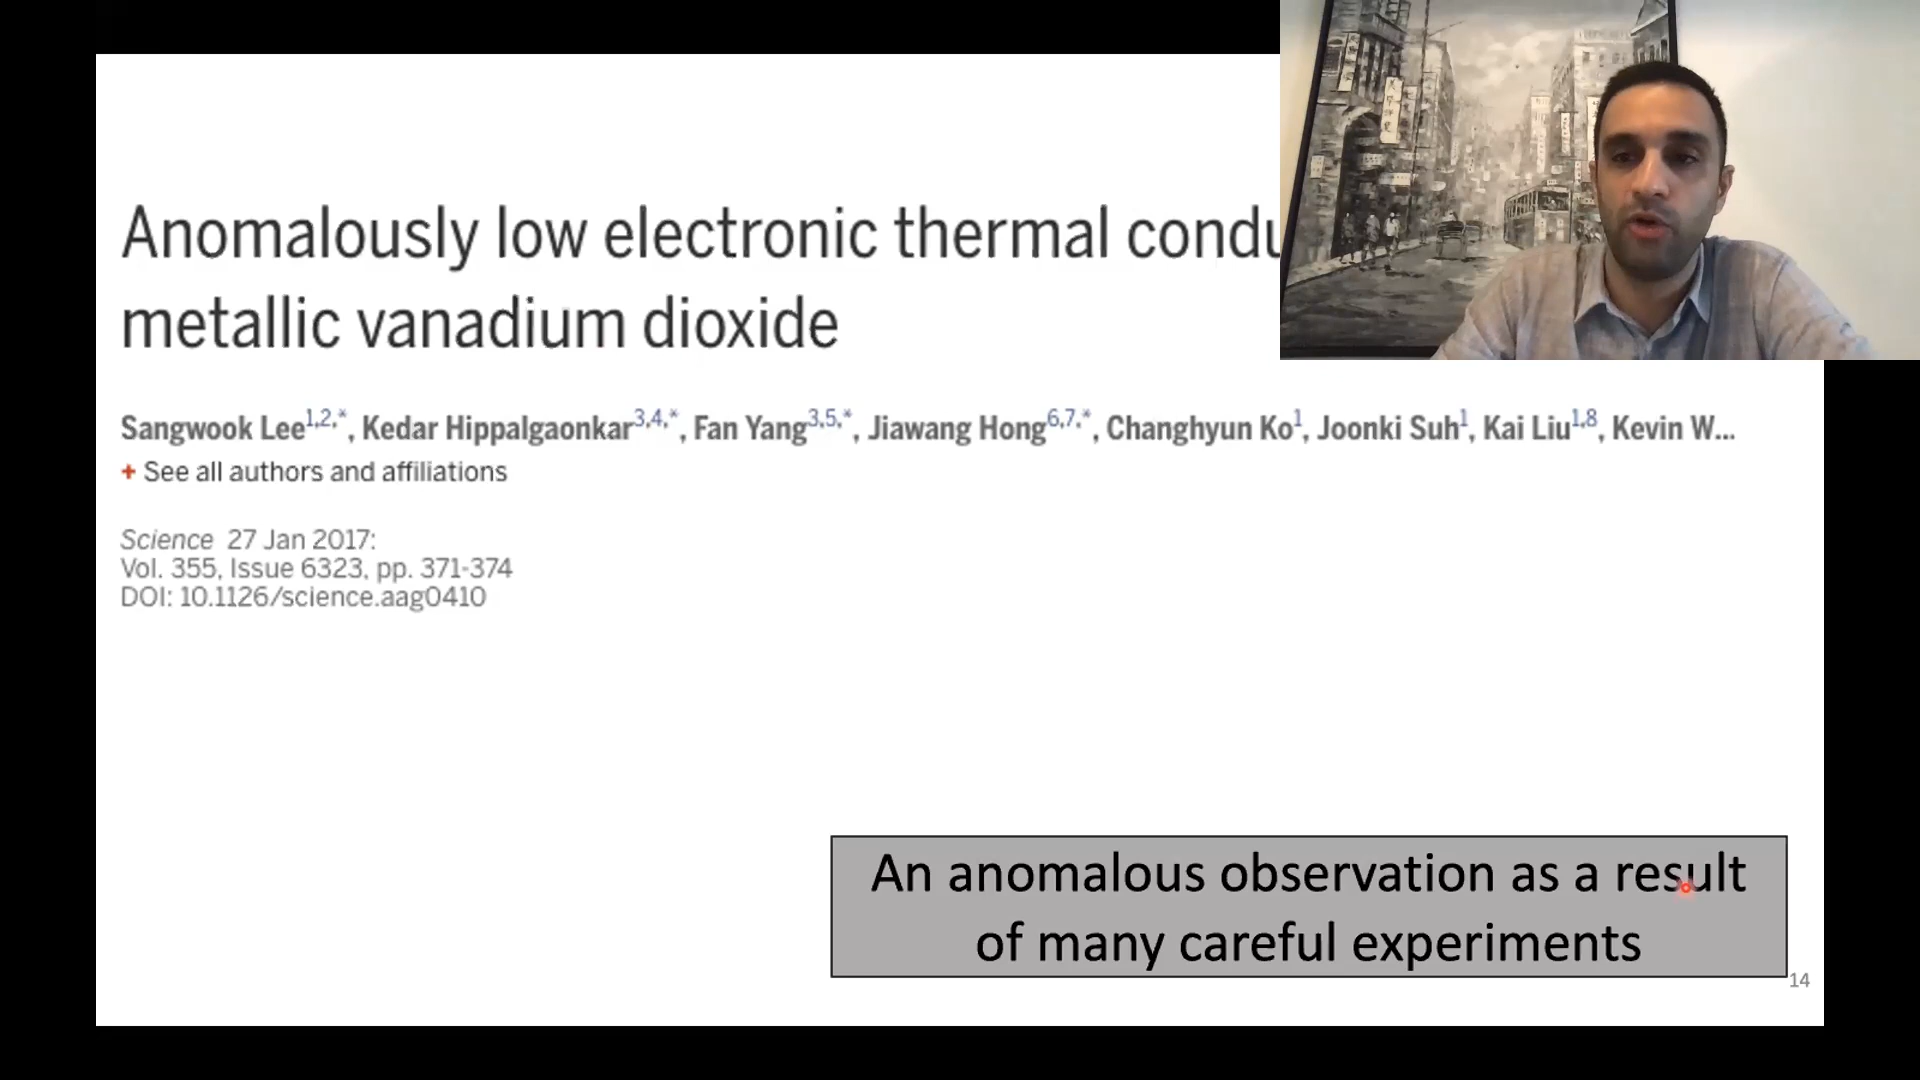 Anomalously low electronic thermal condu
metallic vanadium dioxide
Sangwook Lee1,2,*, Kedar Hippalgaonkar3,4,*, Fan Yang3,5,*, Jiawang Hong6,7,*, Changhyun Ko1, Joonki Suh1, Kai Liu1,8, Kevin W...
+ See all authors and affiliations
Science 27 Jan 2017:
Vol. 355, Issue 6323, pp. 371-374
DOI: 10.1126/science.aag0410
An anomalous observation as a result
of many careful experiments
14